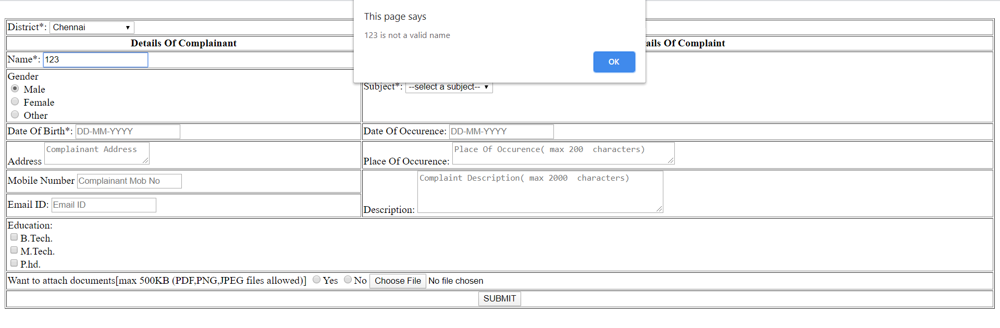 This page says
123 is not a valid name
OK
District*: Chennai
Details Of Complainant
ails Of Complaint
Name*: 123
Gender
Male
Female
Other
Subject*: --select a subject--
Date Of Birth*: DD-MM-YYYY
Date Of Occurence: DD-MM-YYYY
Address Complainant Address
Place Of Occurence: Place Of Occurence( max 200  characters)
Mobile Number Complainant Mob No
Email ID: Email ID
Description: Complaint Description( max 2000  characters)
Education:
B.Tech.
M.Tech.
P.hd.
Want to attach documents[max 500KB (PDF,PNG,JPEG files allowed)] Yes No Choose File No file chosen
SUBMIT